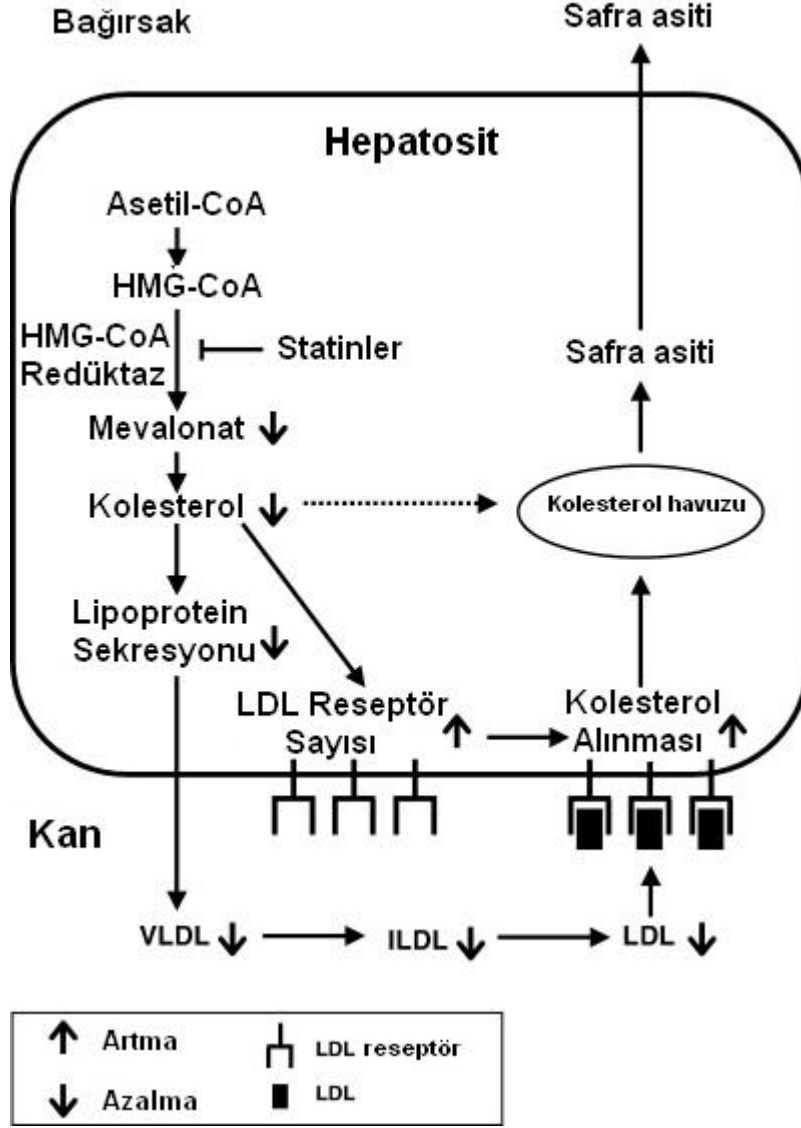 Bağırsak
Safra asiti
Hepatosit
Asetil-CoA
HMG-CoA
HMG-CoA
Redüktaz
Statinler
Safra asiti
Mevalonat
Kolesterol
Kolesterol havuzu
Lipoprotein
Sekresyonu
LDL Reseptör
Sayısı
Kolesterol
Alınması
Kan
VLDL
ILDL
LDL
Artma
LDL reseptör
Azalma
LDL